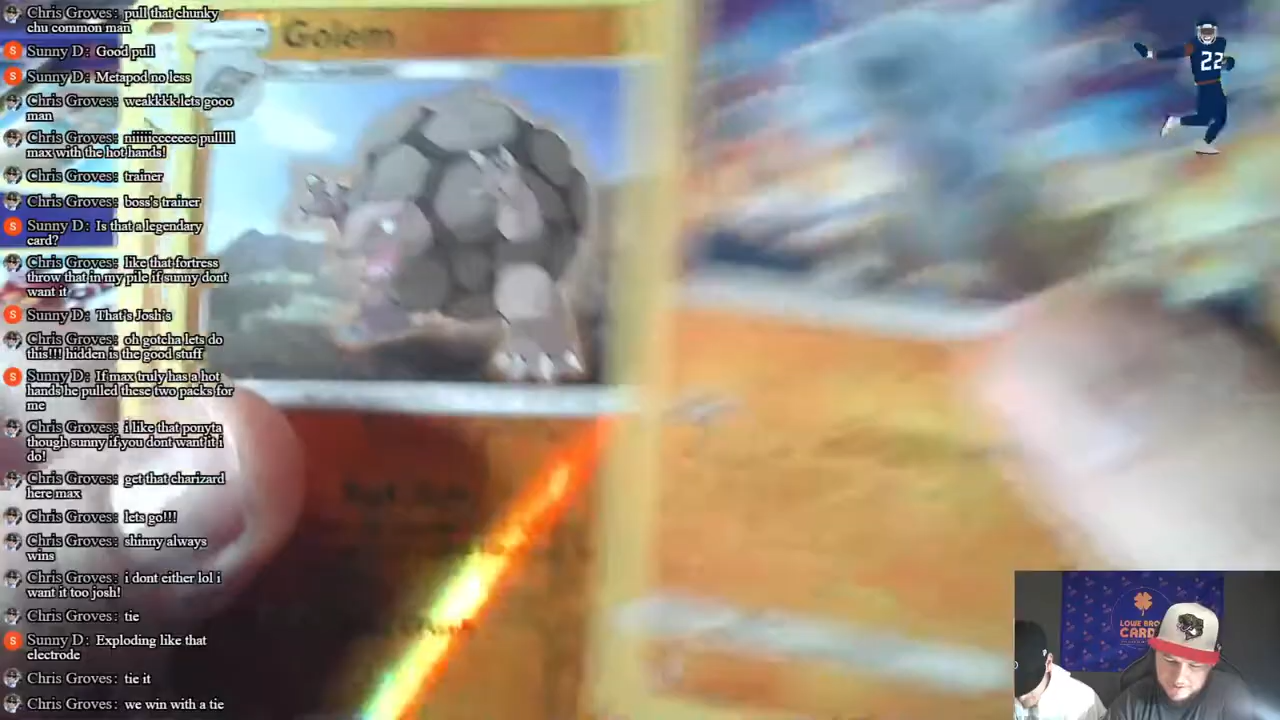 Chris Groves: pull that chunky
chu common man
Sunny D: Good pull
Sunny D: Metapod no less
Chris Groves: weakkkk lets gooo
man
Chris Groves: niiiiccceeeee pulllll
max with the hot hands!
Chris Groves: trainer
Chris Groves: boss's trainer
Sunny D: Is that a legendary
card?
Chris Groves: like that fortress
throw that in my pile if sunny dont
want it
Sunny D: That's Josh's
Chris Groves: oh gotcha lets do
this!!! hidden is the good stuff
Sunny D: If max truly has a hot
hands he pulled these two packs for
me
Chris Groves: i like that ponyta
though sunny if you dont want it i
do!
Chris Groves: get that charizard
here max
Chris Groves: lets go!!!
Chris Groves: shinny always
wins
Chris Groves: i dont either lol i
want it too josh!
Chris Groves: tie
Sunny D: Exploding like that
electrode
Chris Groves: tie it
Chris Groves: we win with a tie
Golem
22
LOWE BRO
CARD